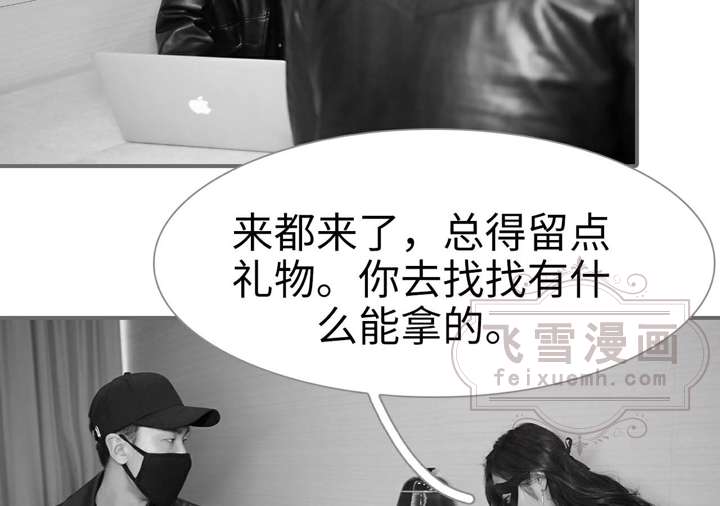 来都来了，总得留点
礼物。你去找找有什
么能拿的。
飞雪漫画
feixuemh.com